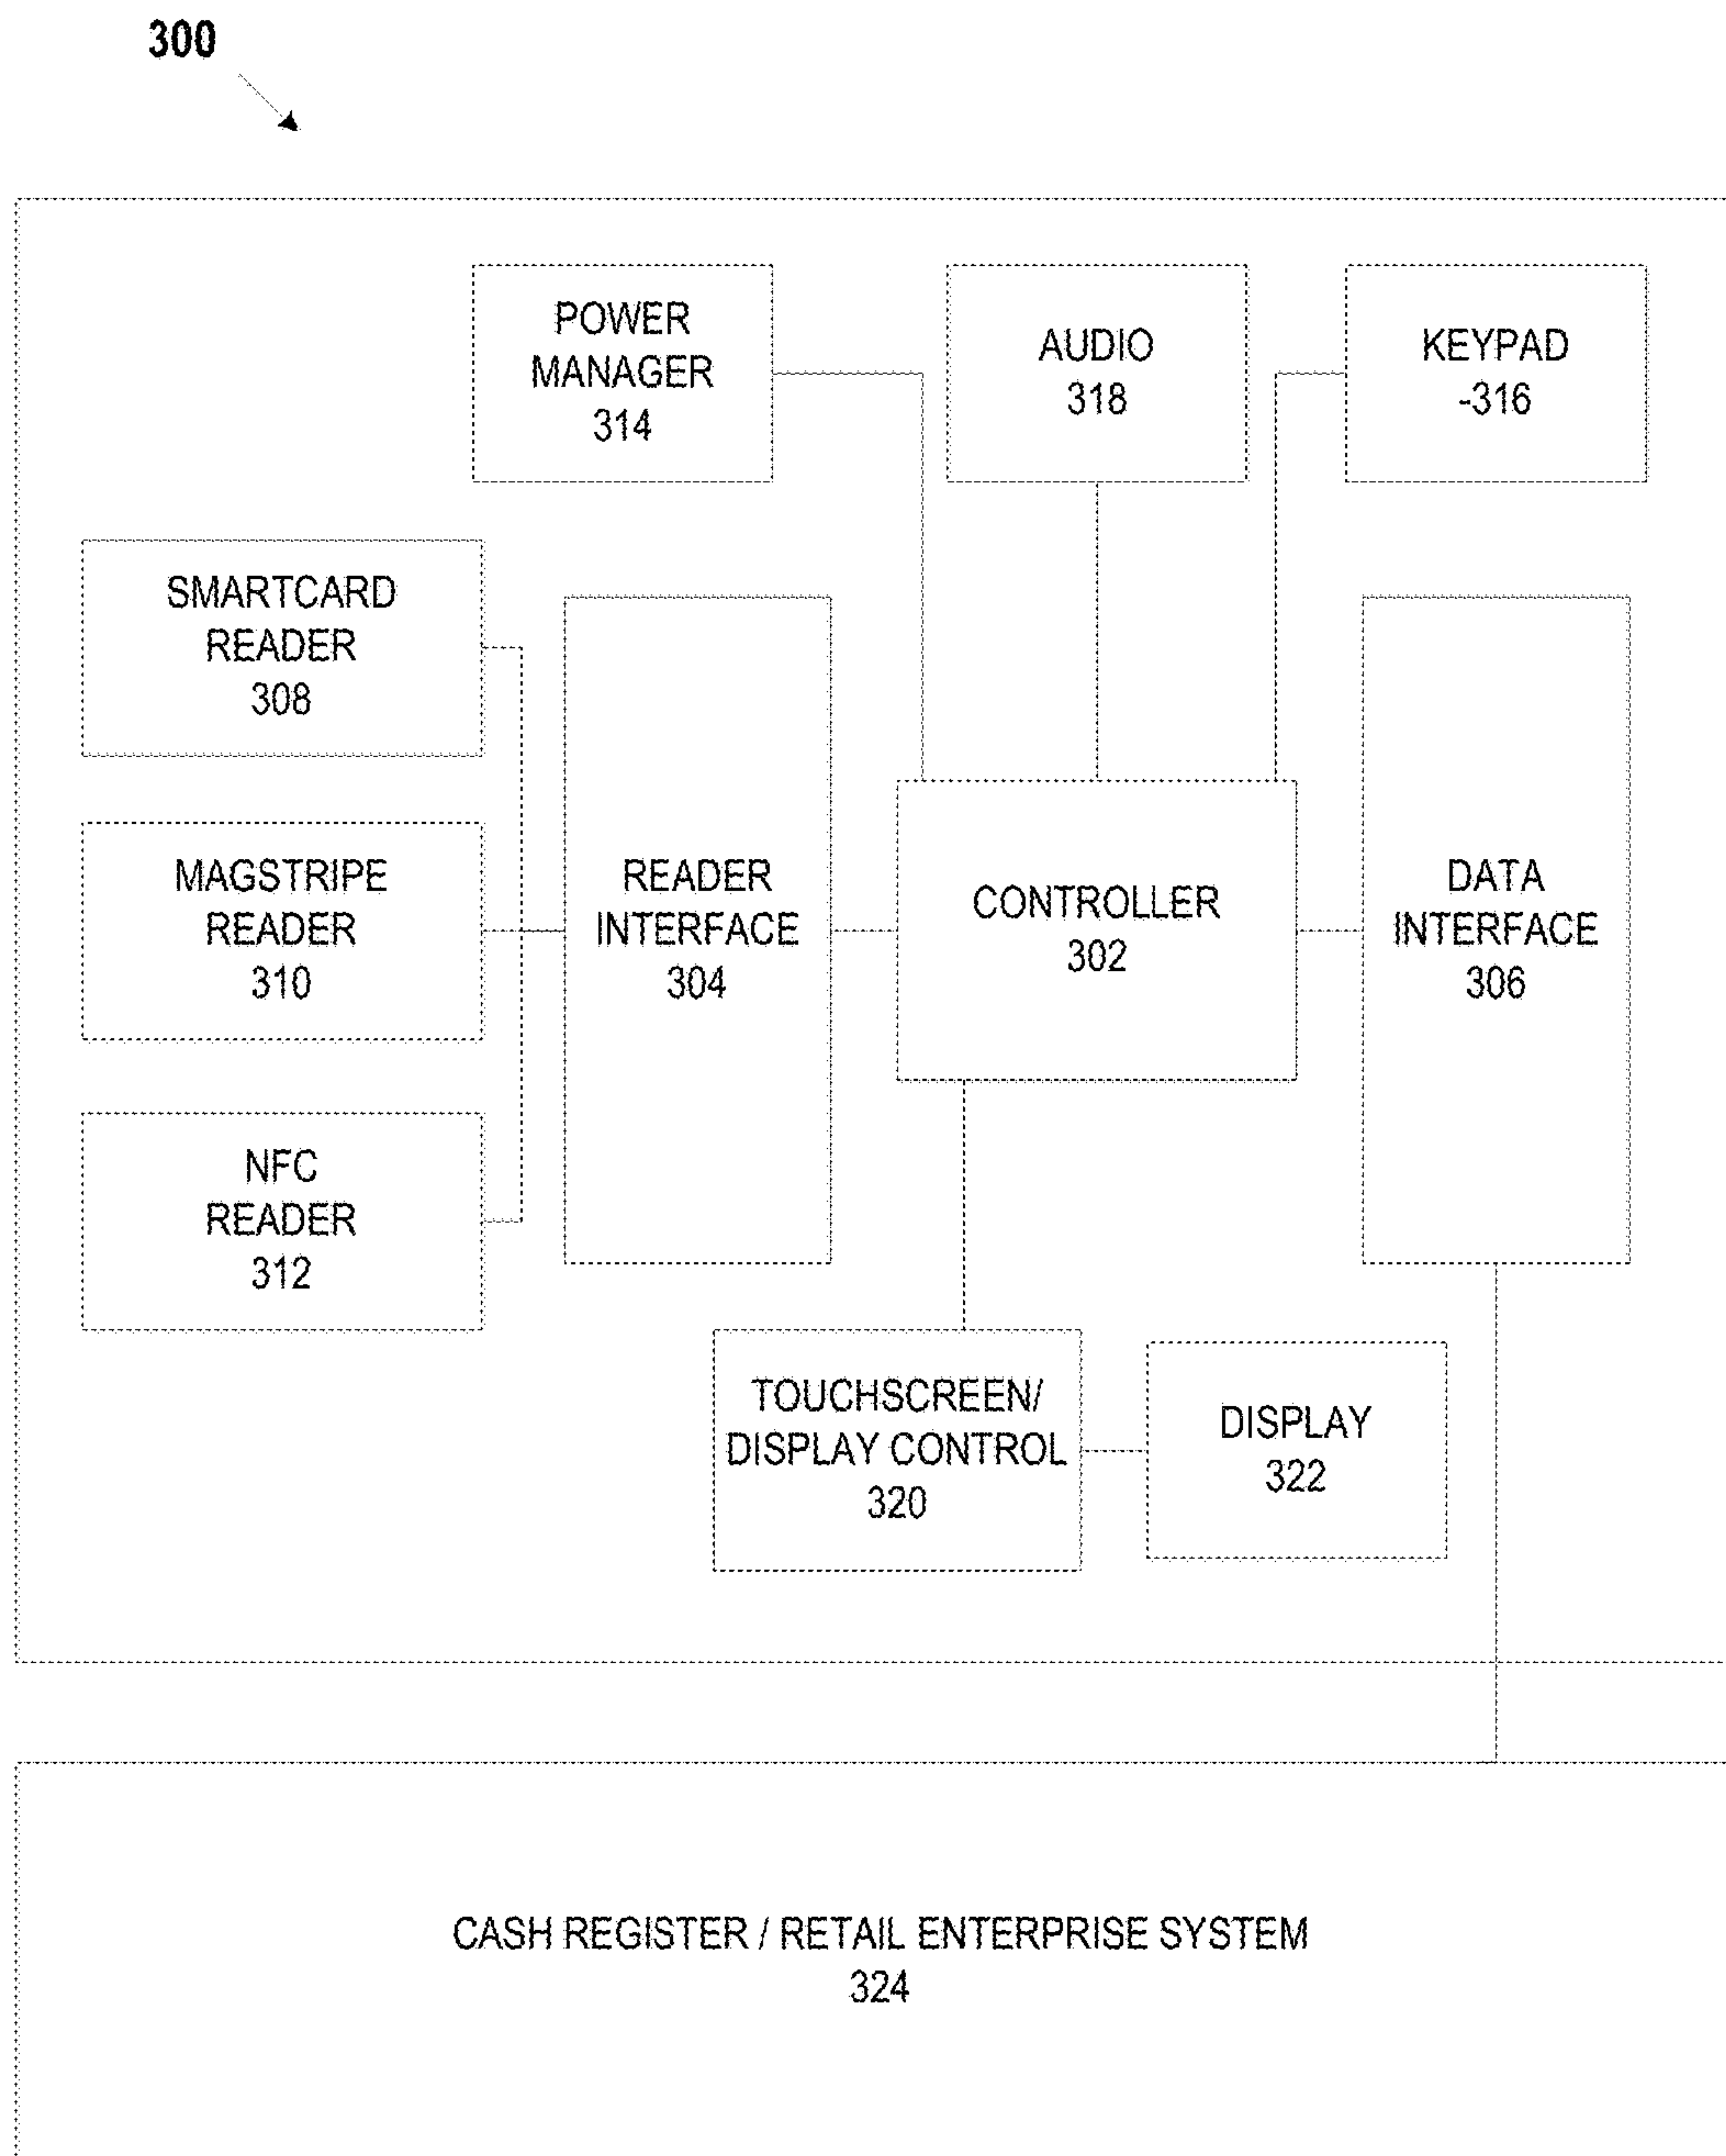 300
POWER
MANAGER
314
AUDIO
318
KEYPAD
-316
SMARTCARD
READER
308
MAGSTRIPE
READER
310
NFC
READER
312
READER
INTERFACE
304
CONTROLLER
302
DATA
INTERFACE
306
TOUCHSCREEN/
DISPLAY CONTROL
320
DISPLAY
322
CASH REGISTER / RETAIL ENTERPRISE SYSTEM
324